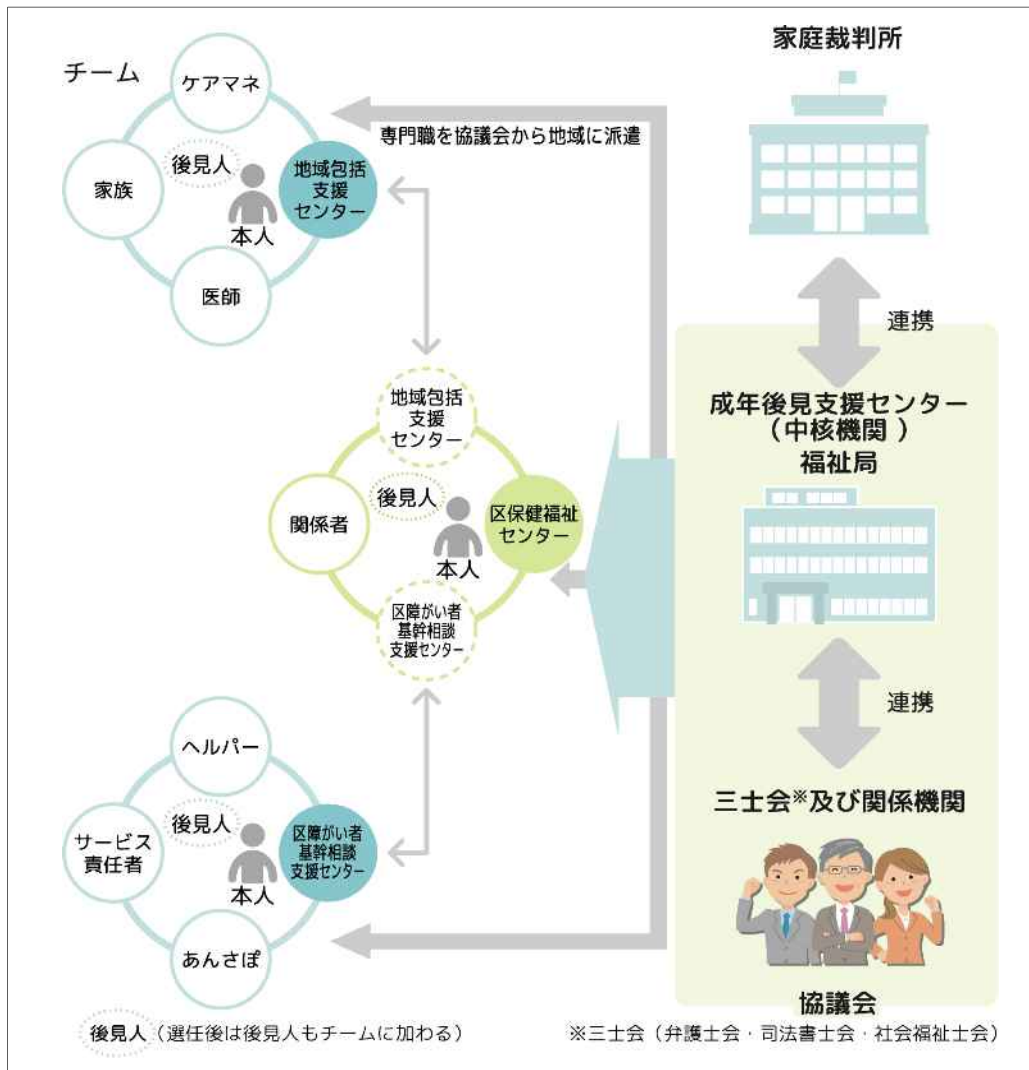 チーム
ケアマネ
後見人
家族
本人
地域包括
支援
センター
医師
専門職を協議会から地域に派遣
家庭裁判所
連携
成年後見支援センター
（中核機関 ）
福祉局
連携
三士会※及び関係機関
協議会
地域包括
支援
センター
後見人
関係者
本人
区保健福祉
センター
区障がい者
基幹相談
支援センター
ヘルパー
後見人
サービス
責任者
本人
区障がい者
基幹相談
支援センター
あんさぽ
後見人（選任後は後見人もチームに加わる）
※三士会（弁護士会・司法書士会・社会福祉士会）